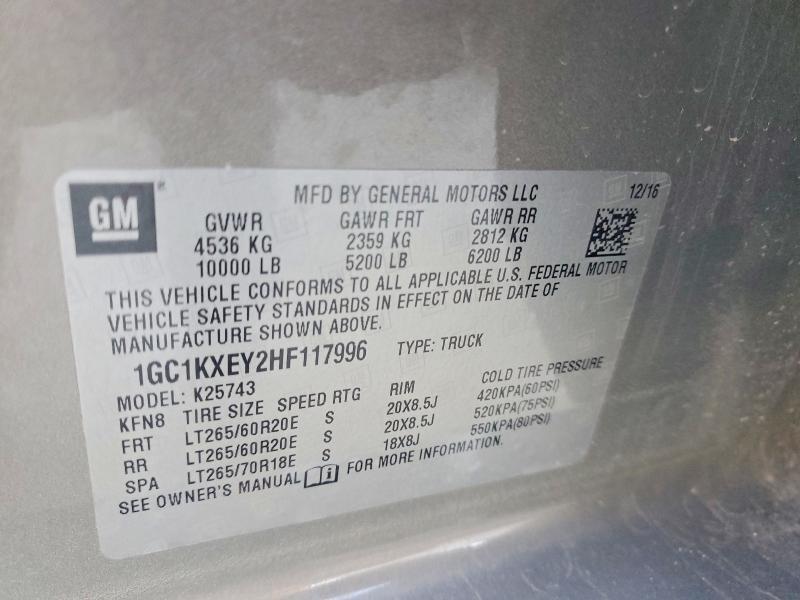 GM
MFD BY GENERAL MOTORS LLC 12/16
GVWR GAWR FRT GAWR RR
4536 KG 2359 KG 2812 KG
10000 LB 5200 LB 6200 LB
THIS VEHICLE CONFORMS TO ALL APPLICABLE U.S. FEDERAL MOTOR
VEHICLE SAFETY STANDARDS IN EFFECT ON THE DATE OF
MANUFACTURE SHOWN ABOVE.
1GC1KXEY2HF117996 TYPE: TRUCK
MODEL: K25743
KFN8 TIRE SIZE SPEED RTG RIM COLD TIRE PRESSURE
FRT LT265/60R20E S 20X8.5J 420KPA(60PSI)
RR LT265/60R20E S 20X8.5J 520KPA(75PSI)
SPA LT265/70R18E S 18X8J 550KPA(80PSI)
SEE OWNER'S MANUAL FOR MORE INFORMATION.